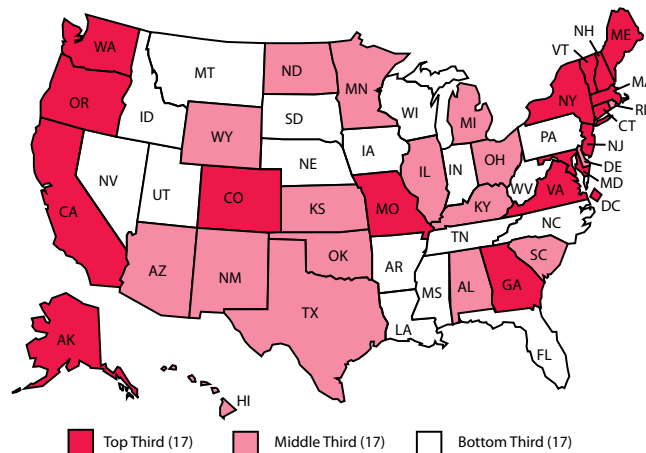 WA
ME
NH
VT
MT
ND
MN
OR
MA
ID
WI
NY
SD
RI
MI
WY
CT
PA
NJ
IA
NE
OH
DE
IN
IL
NV
MD
UT
WV
VA
CO
CA
MO
KS
KY
DC
NC
TN
OK
AZ
NM
AR
SC
AL
GA
MS
TX
LA
AK
FL
HI
Top Third (17)
Middle Third (17)
Bottom Third (17)